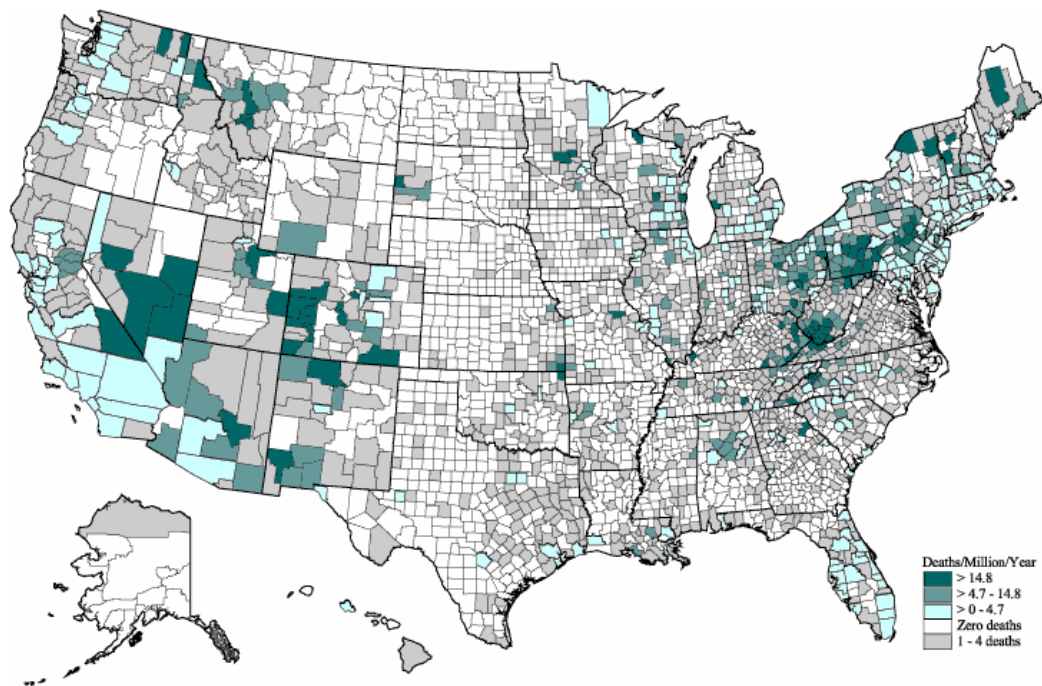 Deaths/Million/Year
> 14.8
> 4.7 - 14.8
> 0 - 4.7
Zero deaths
1 - 4 deaths